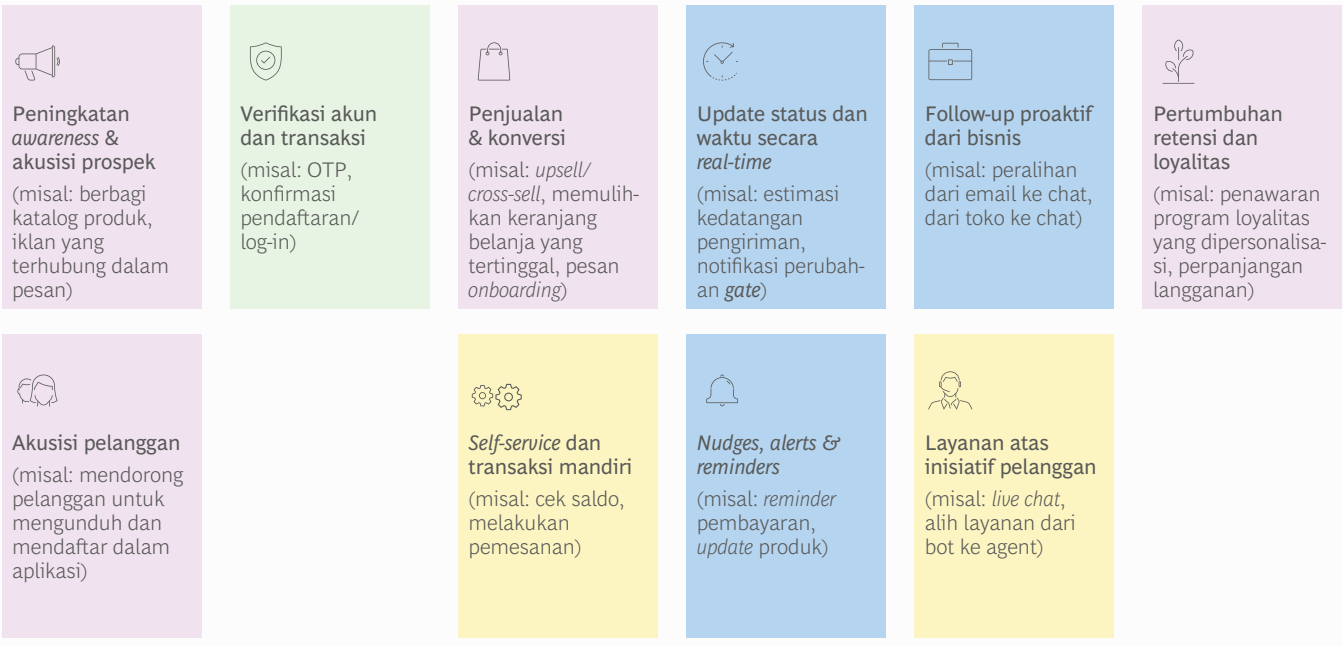 Peningkatan
awareness &
akusisi prospek
(misal: berbagi
katalog produk,
iklan yang
terhubung dalam
pesan)
Verifikasi akun
dan transaksi
(misal: OTP,
konfirmasi
pendaftaran/
log-in)
Penjualan
& konversi
(misal: upsell/
cross-sell, memulih-
kan keranjang
belanja yang
tertinggal, pesan
onboarding)
Update status dan
waktu secara
real-time
(misal: estimasi
kedatangan
pengiriman,
notifikasi perubah-
an gate)
Follow-up proaktif
dari bisnis
(misal: peralihan
dari email ke chat,
dari toko ke chat)
Pertumbuhan
retensi dan
loyalitas
(misal: penawaran
program loyalitas
yang dipersonalisa-
si, perpanjangan
langganan)
Akusisi pelanggan
(misal: mendorong
pelanggan untuk
mengunduh dan
mendaftar dalam
aplikasi)
Self-service dan
transaksi mandiri
(misal: cek saldo,
melakukan
pemesanan)
Nudges, alerts &
reminders
(misal: reminder
pembayaran,
update produk)
Layanan atas
inisiatif pelanggan
(misal: live chat,
alih layanan dari
bot ke agent)